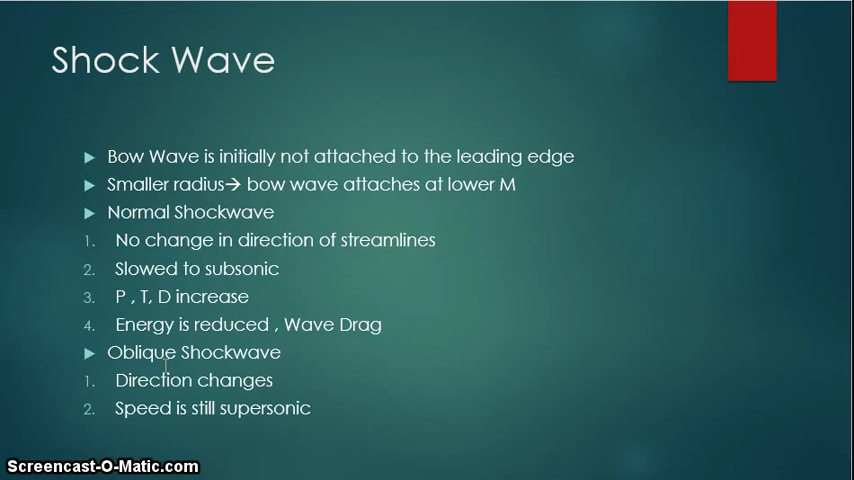 Shock Wave
Bow Wave is initially not attached to the leading edge
Smaller radius→ bow wave attaches at lower M
Normal Shockwave
1. No change in direction of streamlines
2. Slowed to subsonic
3. P , T, D increase
4. Energy is reduced , Wave Drag
Oblique Shockwave
1. Direction changes
2. Speed is still supersonic
Screencast-O-Matic.com